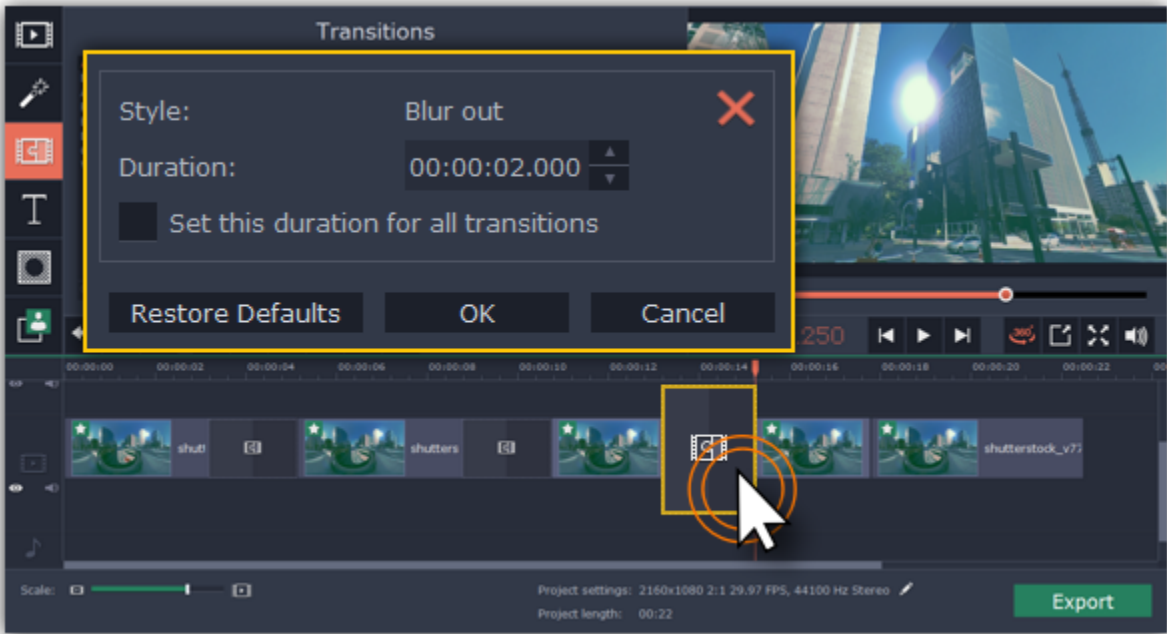 Transitions
Style: Blur out
Duration: 00:00:02.000
Set this duration for all transitions
Restore Defaults OK Cancel
.250
360°
00:00:00 00:00:02 00:00:04 00:00:06 00:00:08 00:00:10 00:00:12 00:00:14 00:00:16 00:00:18 00:00:20 00:00:22 00
shutt shutters shutterstock_v77
Scale:
Project settings: 2160x1080 2:1 29.97 FPS, 44100 Hz Stereo
Project length: 00:22
Export